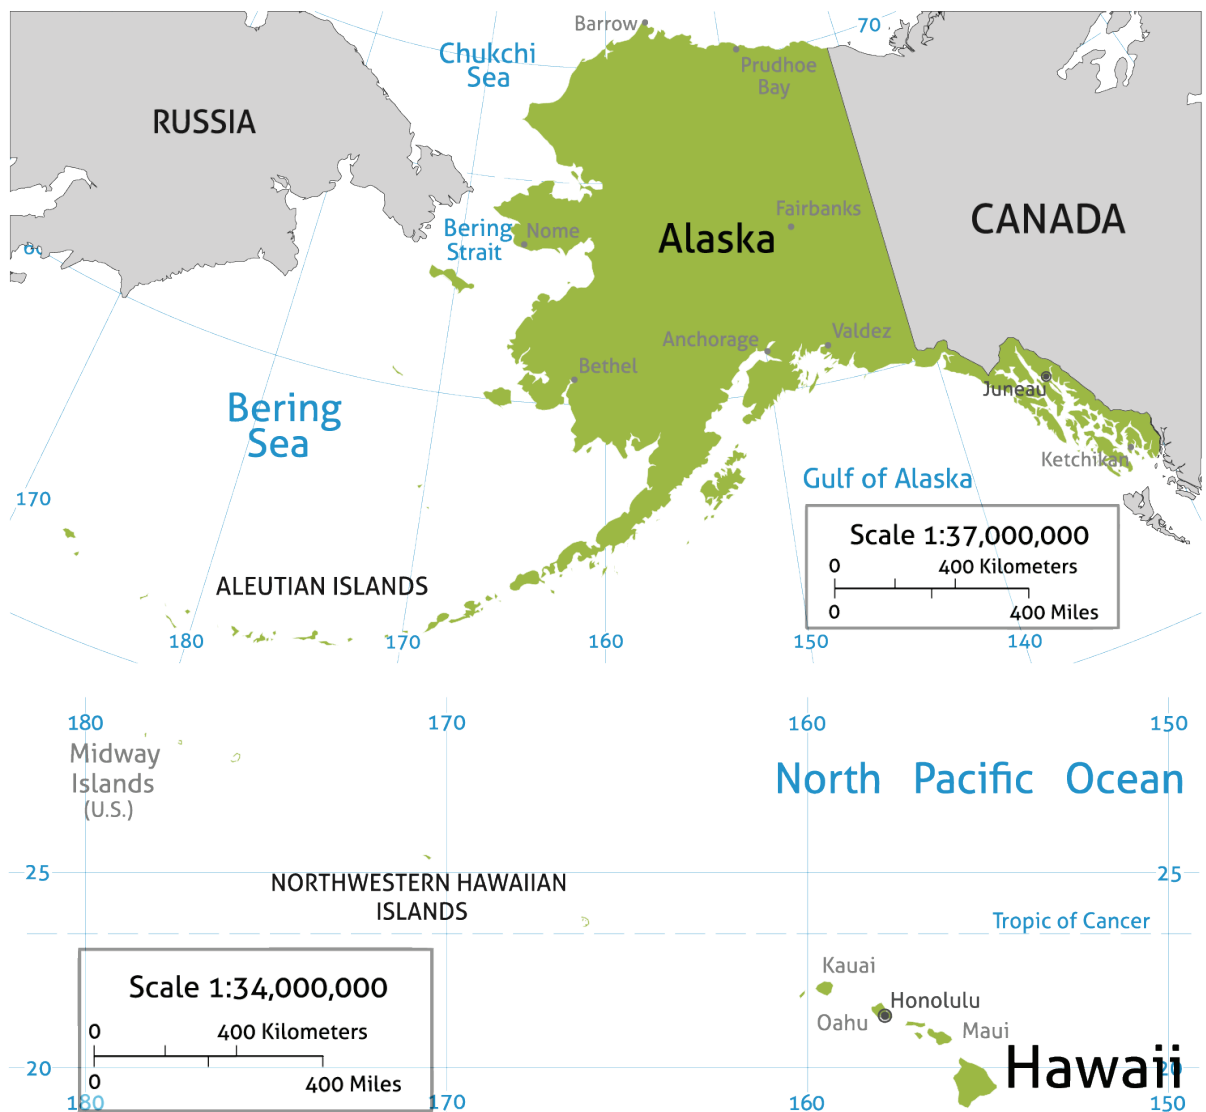 Barrow
70
Chukchi
Sea
Prudhoe
Bay
RUSSIA
CANADA
Fairbanks
Alaska
Bering
Strait
Nome
60
Anchorage
Valdez
Bethel
Juneau
Bering
Sea
Ketchikan
Gulf of Alaska
170
Scale 1:37,000,000
0
400 Kilometers
0
400 Miles
ALEUTIAN ISLANDS
180
170
160
150
140
180
170
160
150
Midway
Islands
(U.S.)
North Pacific Ocean
25
25
NORTHWESTERN HAWAIIAN
ISLANDS
Tropic of Cancer
Kauai
Scale 1:34,000,000
Honolulu
Oahu
Maui
0
400 Kilometers
0
400 Miles
20
Hawaii
20
180
170
160
150